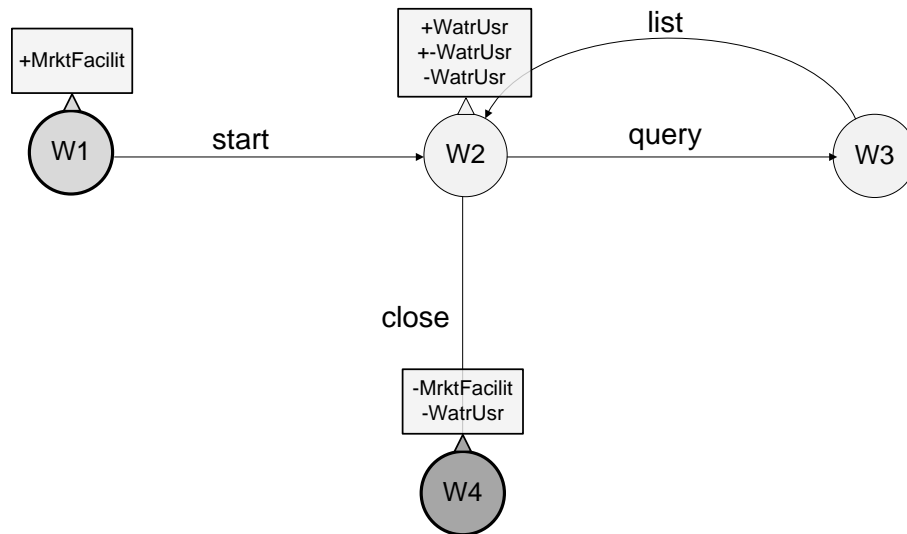 +MrktFacilit
W1
start
+WatrUsr
+-WatrUsr
-WatrUsr
W2
list
query
W3
close
-MrktFacilit
-WatrUsr
W4